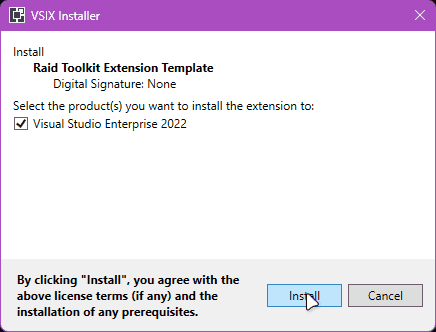 VSIX Installer
Install
Raid Toolkit Extension Template
Digital Signature: None
Select the product(s) you want to install the extension to:
Visual Studio Enterprise 2022
By clicking "Install", you agree with the
above license terms (if any) and the
installation of any prerequisites.
Install
Cancel